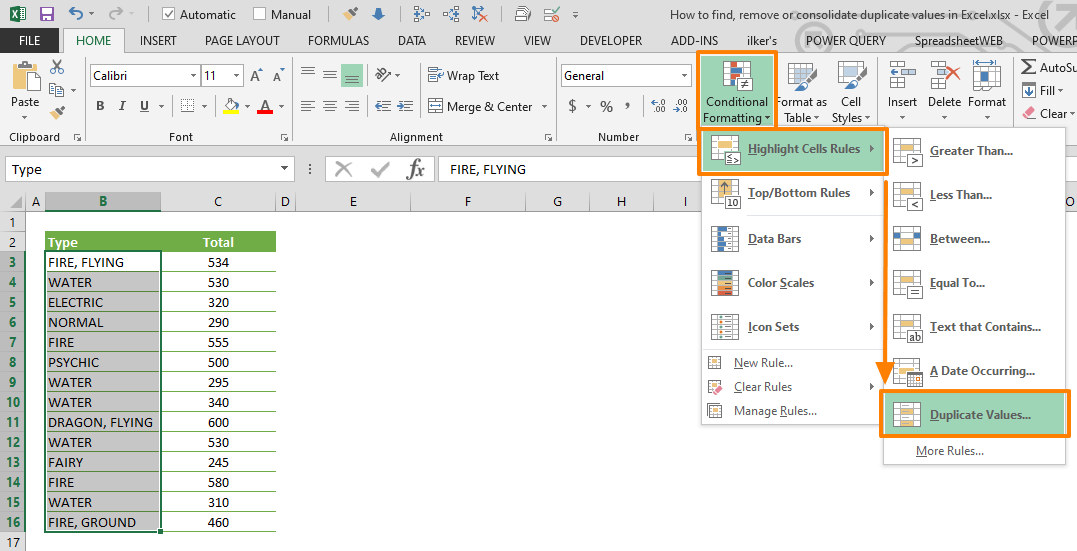 Automatic Manual How to find, remove or consolidate duplicate values in Excel.xlsx - Excel
FILE HOME INSERT PAGE LAYOUT FORMULAS DATA REVIEW VIEW DEVELOPER ADD-INS ilker's POWER QUERY SpreadsheetWEB POWERP
Paste
Calibri 11
Wrap Text
General
Conditional Formatting
Format as Table
Cell Styles
Insert Delete Format
AutoSu
Fill
Clear
B I U
Merge & Center
$ % ,
Clipboard Font Alignment Number
Type fx FIRE, FLYING
Highlight Cells Rules
Top/Bottom Rules
Data Bars
Color Scales
Icon Sets
New Rule...
Clear Rules
Manage Rules...
Greater Than...
Less Than...
Between...
Equal To...
Text that Contains...
A Date Occurring...
Duplicate Values...
More Rules...
A B C D E F G H I O
1
2 Type Total
3 FIRE, FLYING 534
4 WATER 530
5 ELECTRIC 320
6 NORMAL 290
7 FIRE 555
8 PSYCHIC 500
9 WATER 295
10 WATER 340
11 DRAGON, FLYING 600
12 WATER 530
13 FAIRY 245
14 FIRE 580
15 WATER 310
16 FIRE, GROUND 460
17